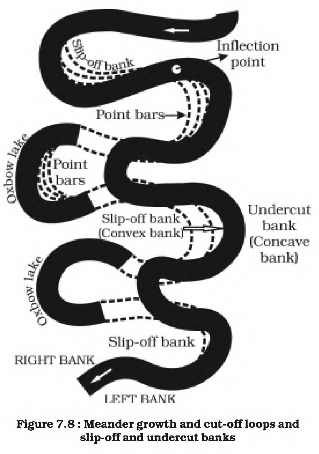 Slip-off bank
Inflection
point
Point bars
Oxbow lake
Point
bars
Slip-off bank
(Convex bank)
Undercut
bank
(Concave
bank)
Oxbow lake
Slip-off bank
RIGHT BANK
LEFT BANK
Figure 7.8 : Meander growth and cut-off loops and
slip-off and undercut banks